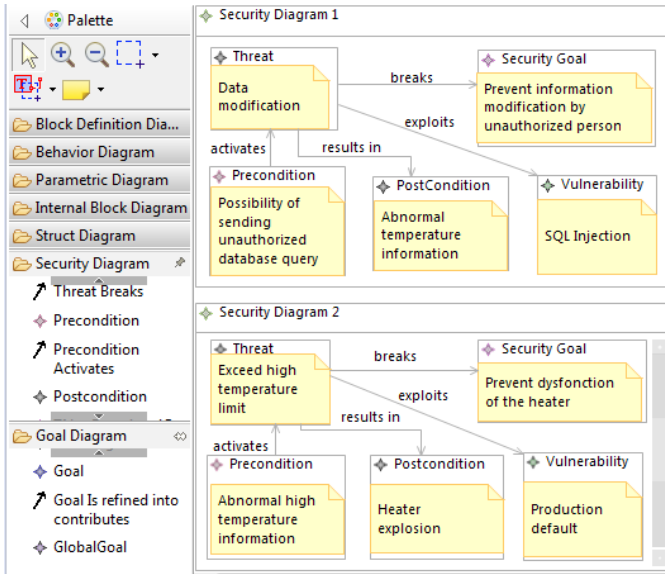 Palette
Block Definition Dia...
Behavior Diagram
Parametric Diagram
Internal Block Diagram
Struct Diagram
Security Diagram
Threat Breaks
Precondition
Precondition
Activates
Postcondition
Goal Diagram
Goal
Goal Is refined into
contributes
GlobalGoal
Security Diagram 1
Threat
Data
modification
breaks
Security Goal
Prevent information
modification by
unauthorized person
exploits
activates
results in
Precondition
Possibility of
sending
unauthorized
database query
PostCondition
Abnormal
temperature
information
Vulnerability
SQL Injection
Security Diagram 2
Threat
Exceed high
temperature
limit
breaks
Security Goal
Prevent dysfonction
of the heater
exploits
results in
activates
Precondition
Abnormal high
temperature
information
Postcondition
Heater
explosion
Vulnerability
Production
default